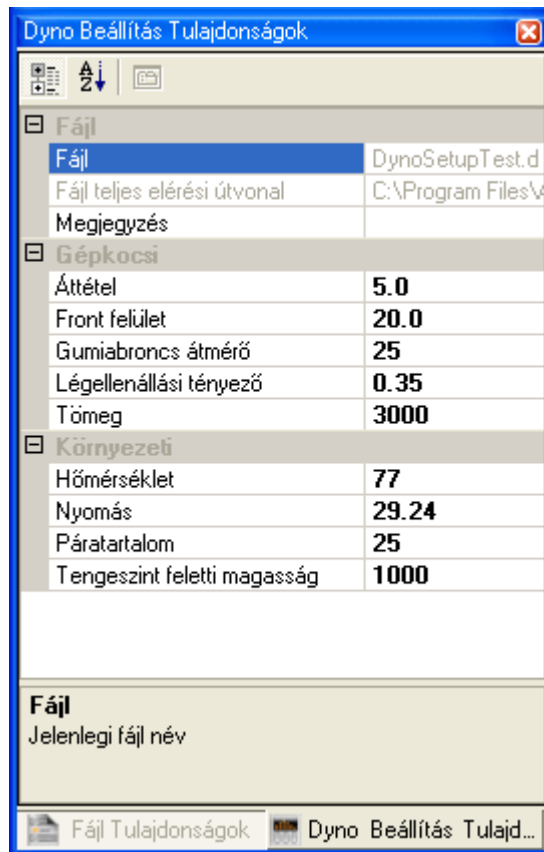 Dyno Beállítás Tulajdonságok
Fájl
Fájl DynoSetupTest.d
Fájl teljes elérési útvonal C:\Program Files\
Megjegyzés
Gépkocsi
Áttétel 5.0
Front felület 20.0
Gumiabroncs átmérő 25
Légellenállási tényező 0.35
Tömeg 3000
Környezeti
Hőmérséklet 77
Nyomás 29.24
Páratartalom 25
Tengeszint feletti magasság 1000
Fájl
Jelenlegi fájl név
Fájl Tulajdonságok Dyno Beállítás Tulajd...